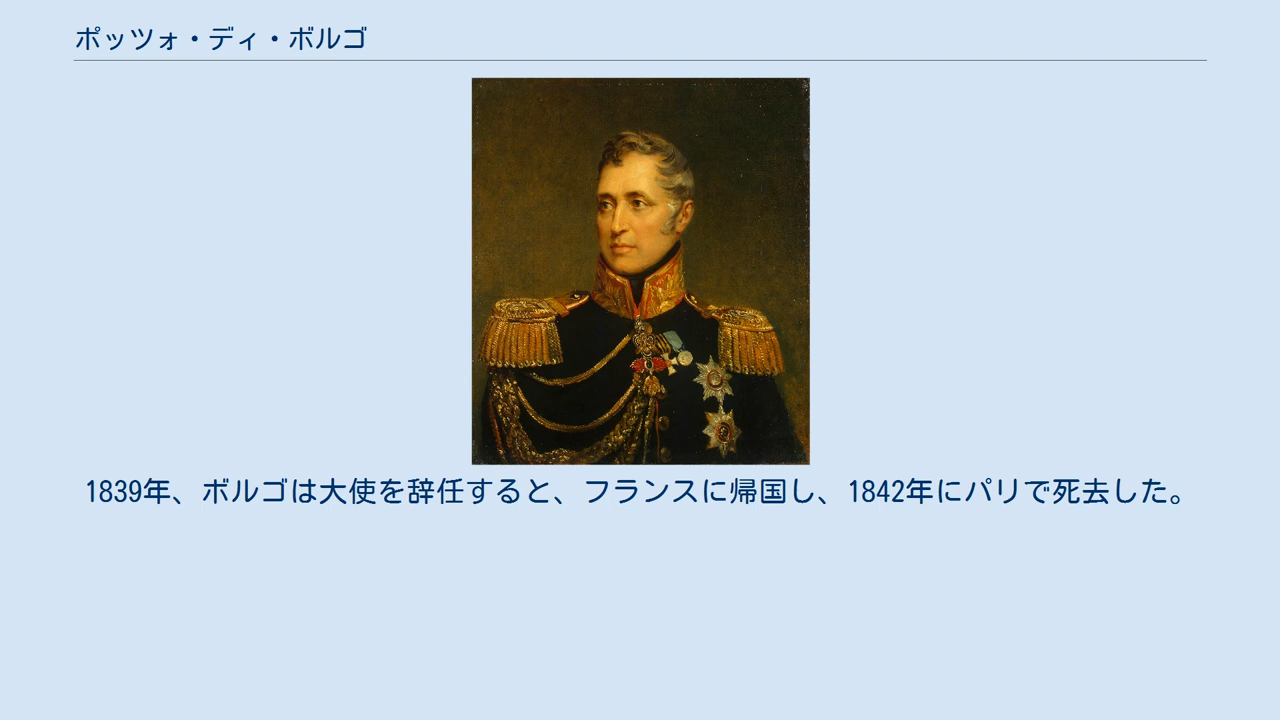 ポッツォ・ディ・ボルゴ
1839年、ボルゴは大使を辞任すると、フランスに帰国し、1842年にパリで死去した。